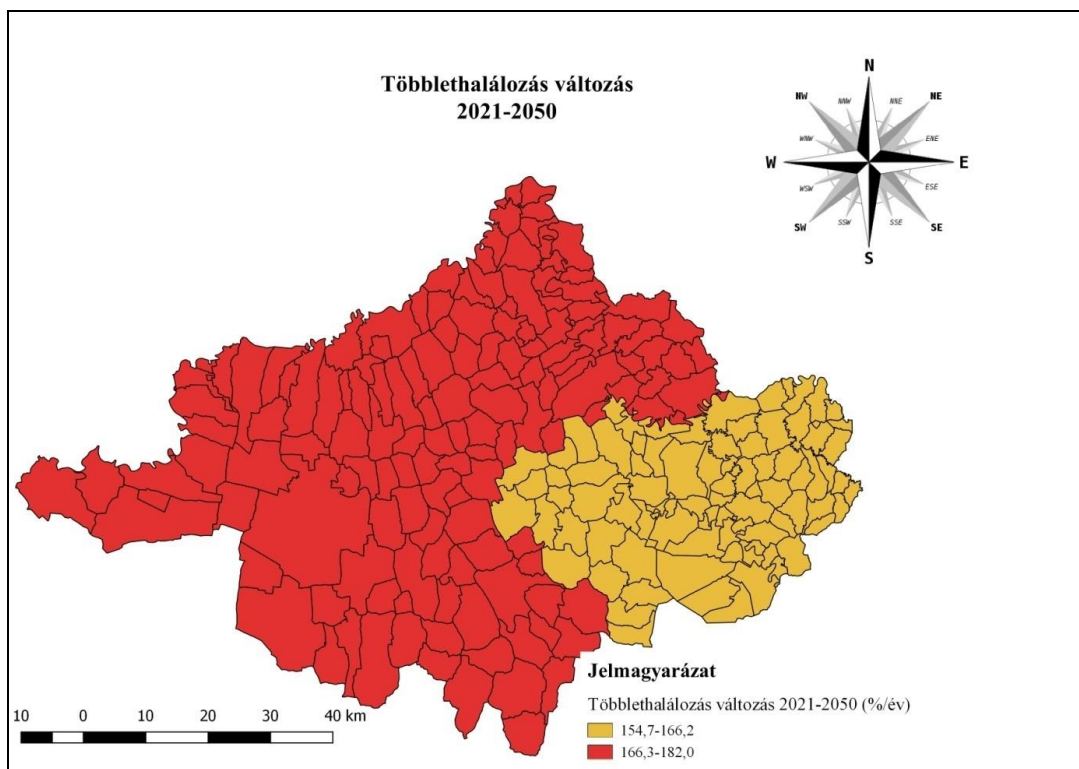 Többlethalálozás változás
2021-2050
N
NNW
NNE
NW
NE
WNW
ENE
W
E
WSW
ESE
SW
SE
SSW
SSE
S
Jelmagyarázat
Többlethalálozás változás 2021-2050 (%/év)
154,7-166,2
166,3-182,0
10 0 10 20 30 40 km